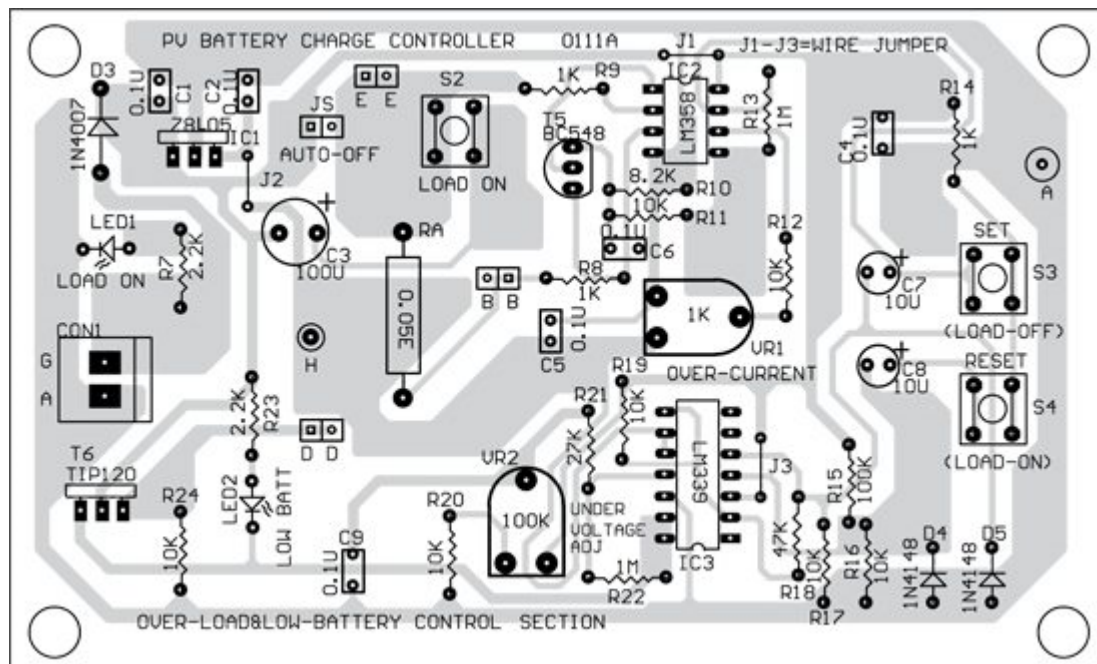 PV BATTERY CHARGE CONTROLLER 0111A J1 J1-J3=WIRE JUMPER
D3
1N4007
0.1U
C1
C2
0.1U
78L05
IC1
J2
E E
JS
AUTO-OFF
S2
LOAD ON
1K R9
T5
BC548
IC2
LM358
R13
1M
C4
0.1U
R14
1K
A
8.2K R10
10K R11
0.1U C6
R12
10K
LED1
LOAD ON
R7
2.2K
C3
100U
RA
0.05E
B B
R8
1K
C5
0.1U
1K
VR1
OVER-CURRENT
C7
10U
SET
S3
(LOAD-OFF)
C8
10U
RESET
S4
(LOAD-ON)
CON1
G
A
H
2.2K
R23
D D
T6
TIP120
R24
10K
LED2
LOW BATT
C9
0.1U
R20
10K
VR2
100K
UNDER
VOLTAGE
ADJ
R21
27K
R19
10K
LM339
IC3
J3
1M
R22
47K
R18
10K
R17
R15
100K
R16
10K
D4
1N4148
D5
1N4148
OVER-LOAD&LOW-BATTERY CONTROL SECTION